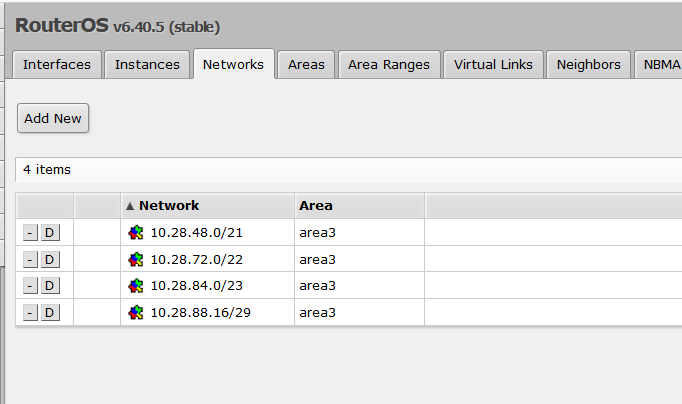 RouterOS v6.40.5 (stable)
Interfaces Instances Networks Areas Area Ranges Virtual Links Neighbors NBMA
Add New
4 items
▲ Network Area
- D 10.28.48.0/21 area3
- D 10.28.72.0/22 area3
- D 10.28.84.0/23 area3
- D 10.28.88.16/29 area3